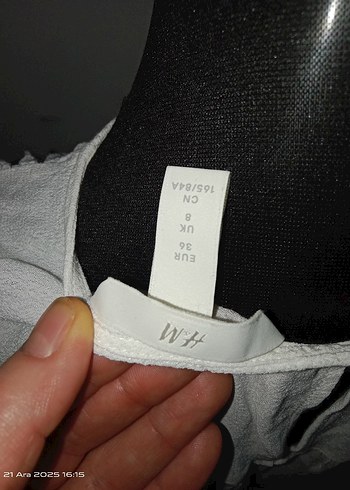 H&M
EUR
36
UK
8
CN
165/84A
21 Ara 2025 16:15